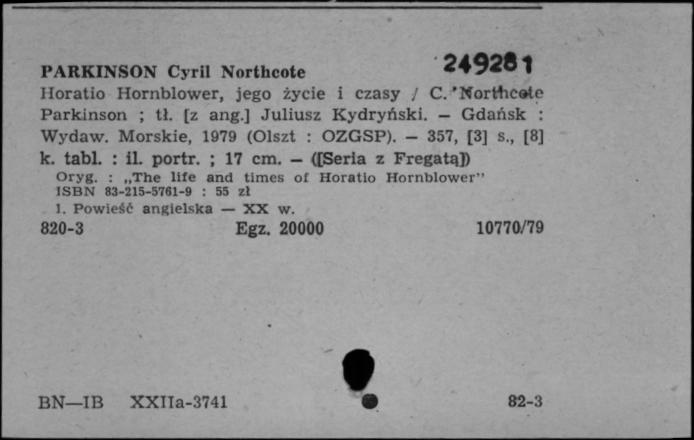 249281
PARKINSON Cyril Northcote
Horatio Hornblower, jego życie i czasy / C. Northcote
Parkinson ; tł. [z ang.] Juliusz Kydryński. — Gdańsk :
Wydaw. Morskie, 1979 (Olszt : OZGSP). — 357, [3] s., [8]
k. tabl. : il. portr. ; 17 cm. — ([Seria z Fregatą])
Oryg. : „The life and times of Horatio Hornblower”
ISBN 83-215-5761-9 : 55 zł
1. Powieść angielska — XX w.
820-3 Egz. 20000 10770/79
BN—IB XXIIa-3741 82-3